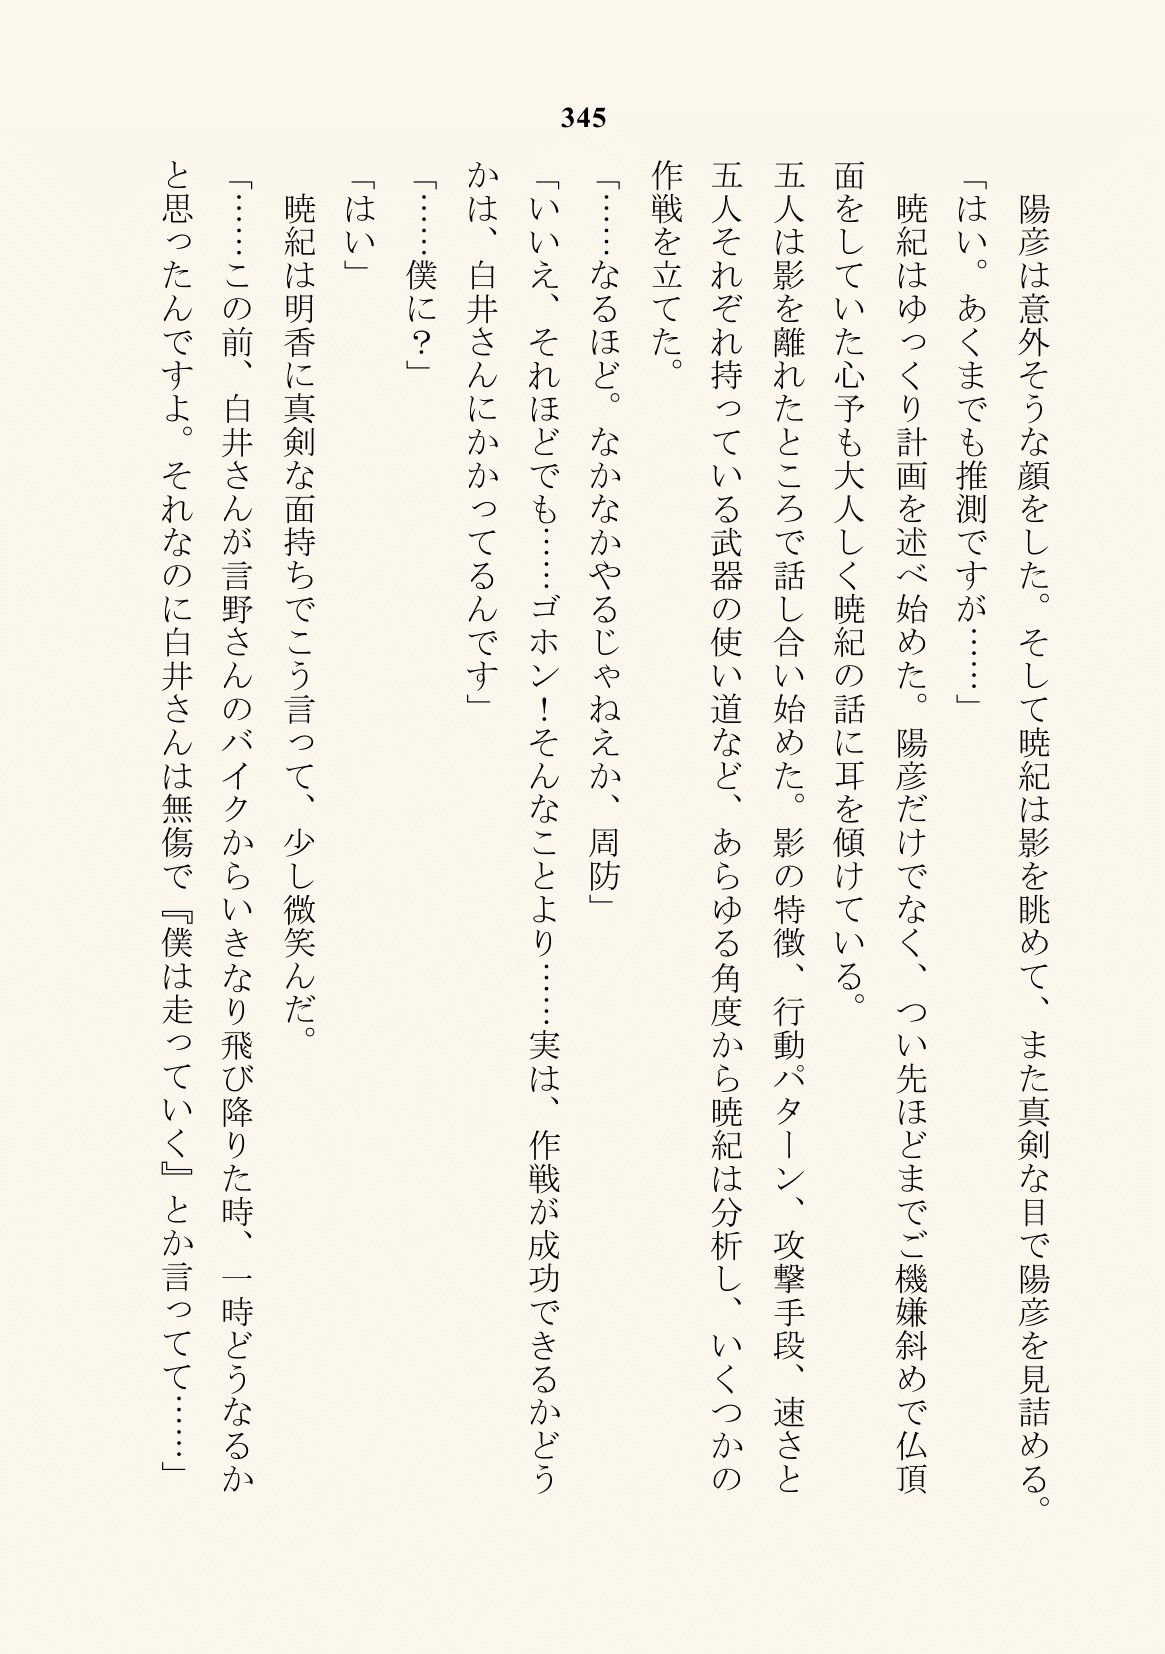 345
　陽彦は意外そうな顔をした。そして暁紀は影を眺めて、また真剣な目で陽彦を見詰める。
「はい。あくまでも推測ですが……」
　暁紀はゆっくり計画を述べ始めた。陽彦だけでなく、つい先ほどまでご機嫌斜めで仏頂
面をしていた心予も大人しく暁紀の話に耳を傾けている。
五人は影を離れたところで話し合い始めた。影の特徴、行動パターン、攻撃手段、速さと
五人それぞれ持っている武器の使い道など、あらゆる角度から暁紀は分析し、いくつかの
作戦を立てた。
「……なるほど。なかなかやるじゃねえか、周防」
「いいえ、それほどでも……ゴホン！そんなことより……実は、作戦が成功できるかどう
かは、白井さんにかかってるんです」
「……僕に？」
「はい」
　暁紀は明香に真剣な面持ちでこう言って、少し微笑んだ。
「……この前、白井さんが言野さんのバイクからいきなり飛び降りた時、一時どうなるか
と思ったんですよ。それなのに白井さんは無傷で『僕は走っていく』とか言ってて……」